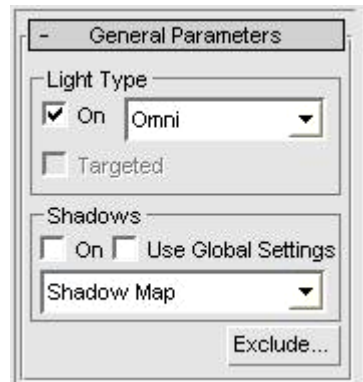 - General Parameters
Light Type
On Omni
Targeted
Shadows
On Use Global Settings
Shadow Map
Exclude...